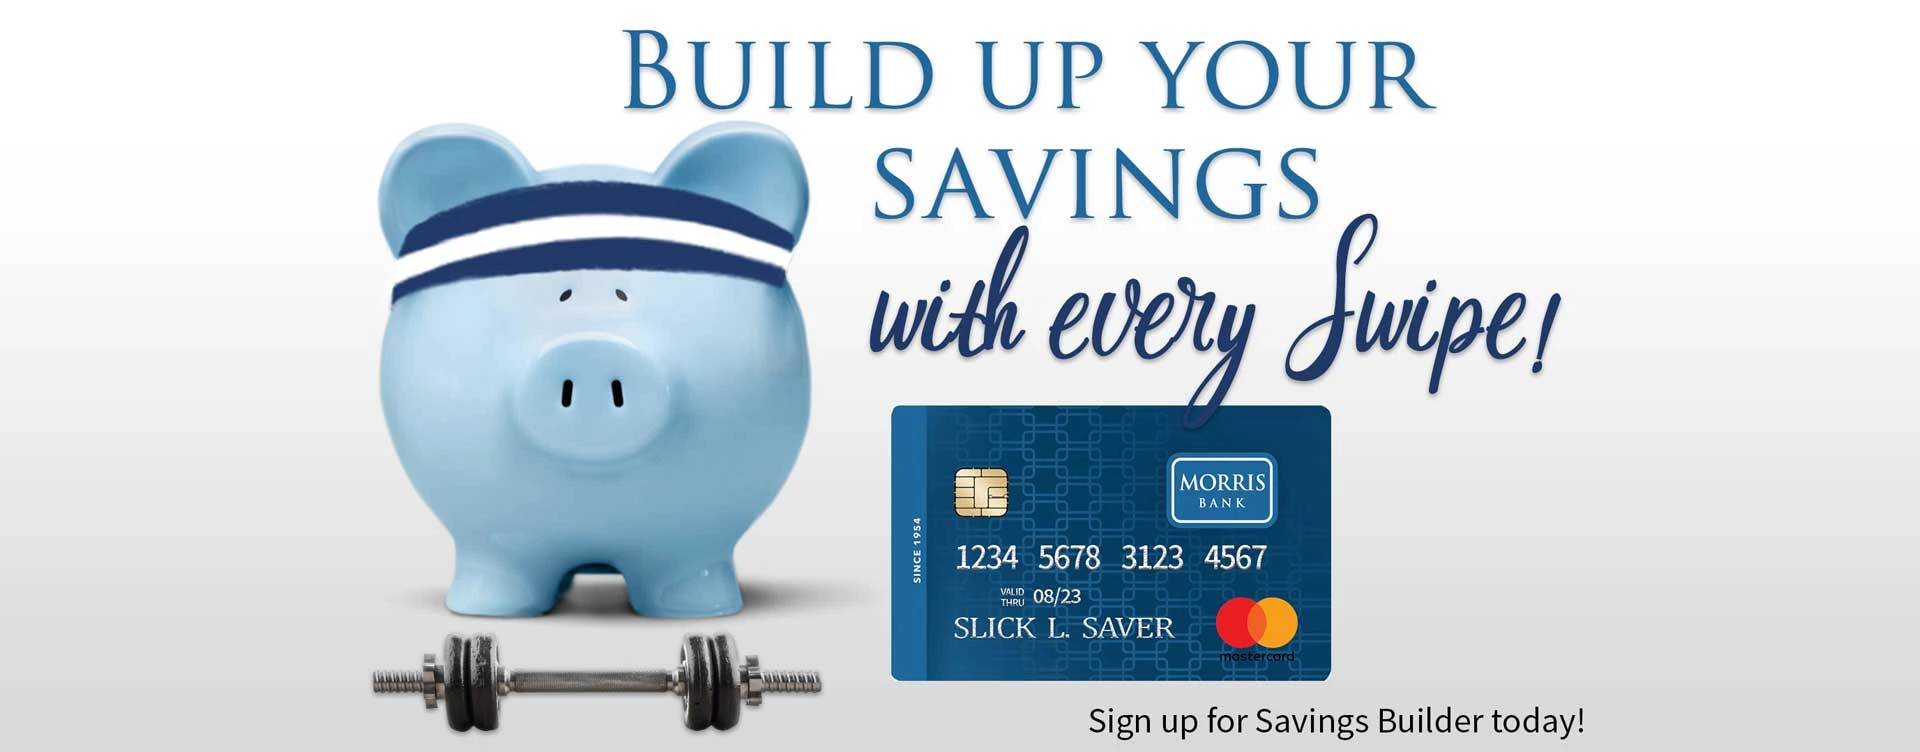 BUILD UP YOUR
SAVINGS
with every Swipe!
MORRIS
BANK
SINCE 1954
1234 5678 3123 4567
VALID
THRU 08/23
SLICK L. SAVER
mastercard
Sign up for Savings Builder today!